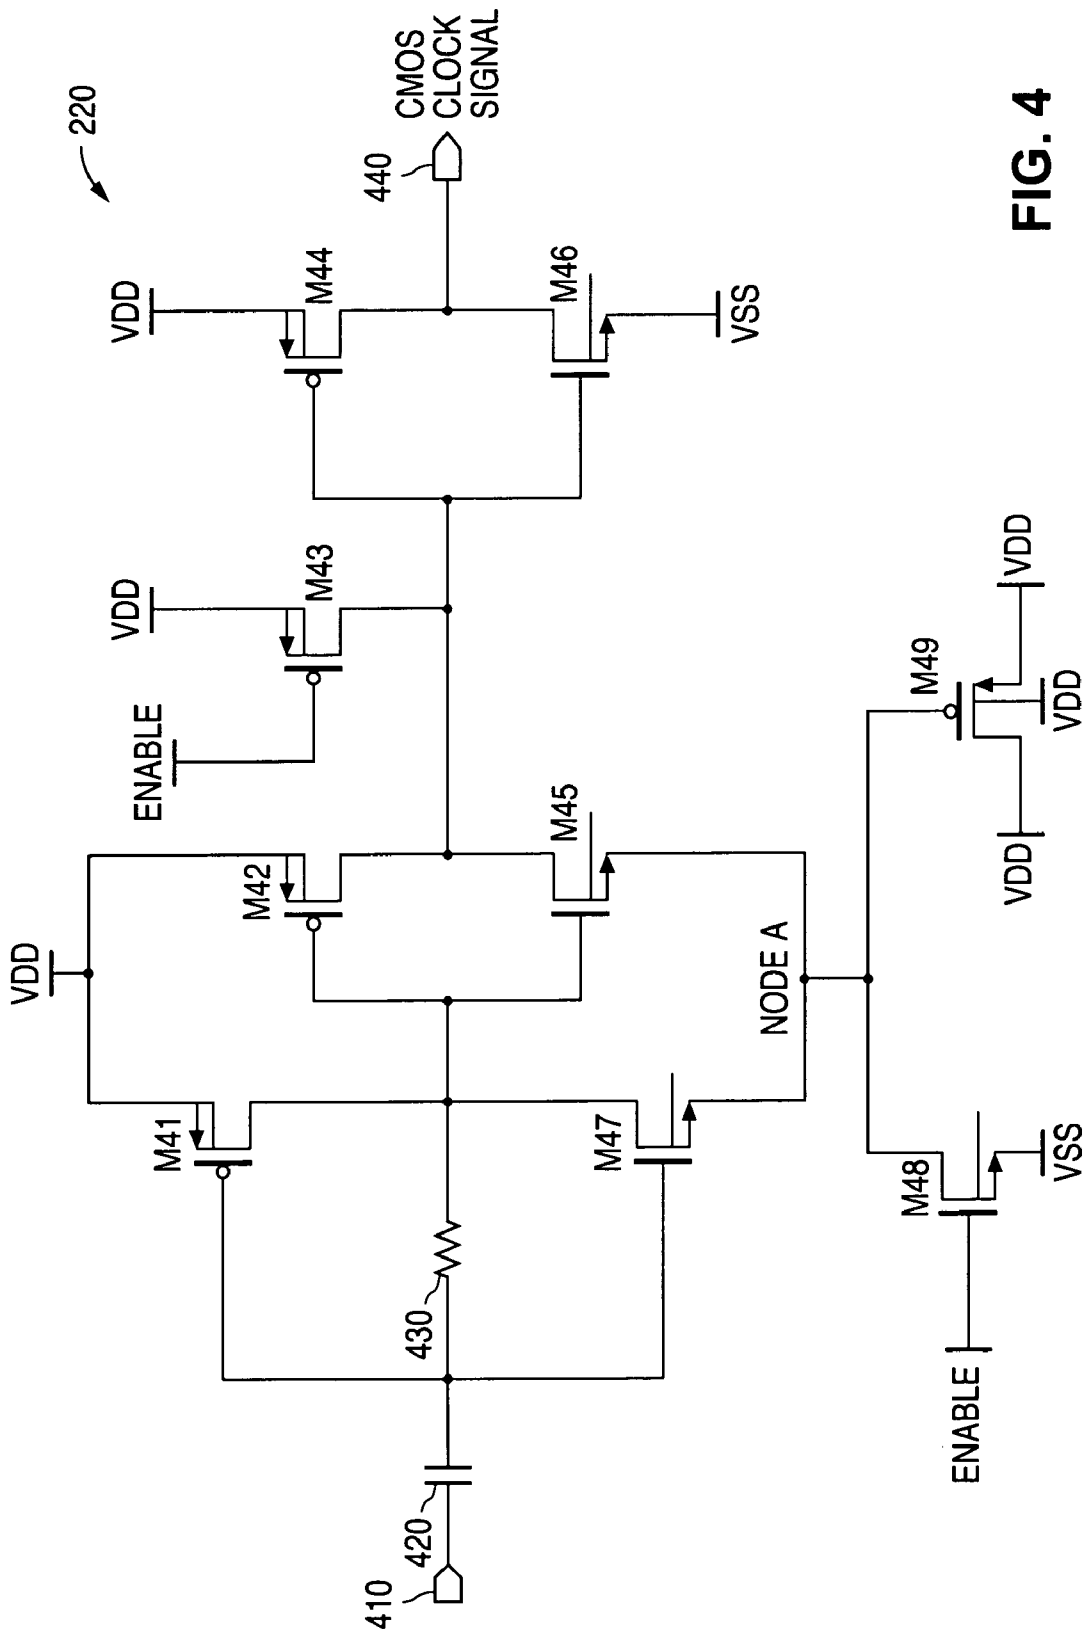 220
VDD
VDD
VDD
ENABLE
M41
M42
M43
M44
440
CMOS
CLOCK
SIGNAL
410
420
430
M47
M45
M46
VSS
NODE A
ENABLE
M48
VSS
M49
VDD
VDD
VDD
FIG. 4